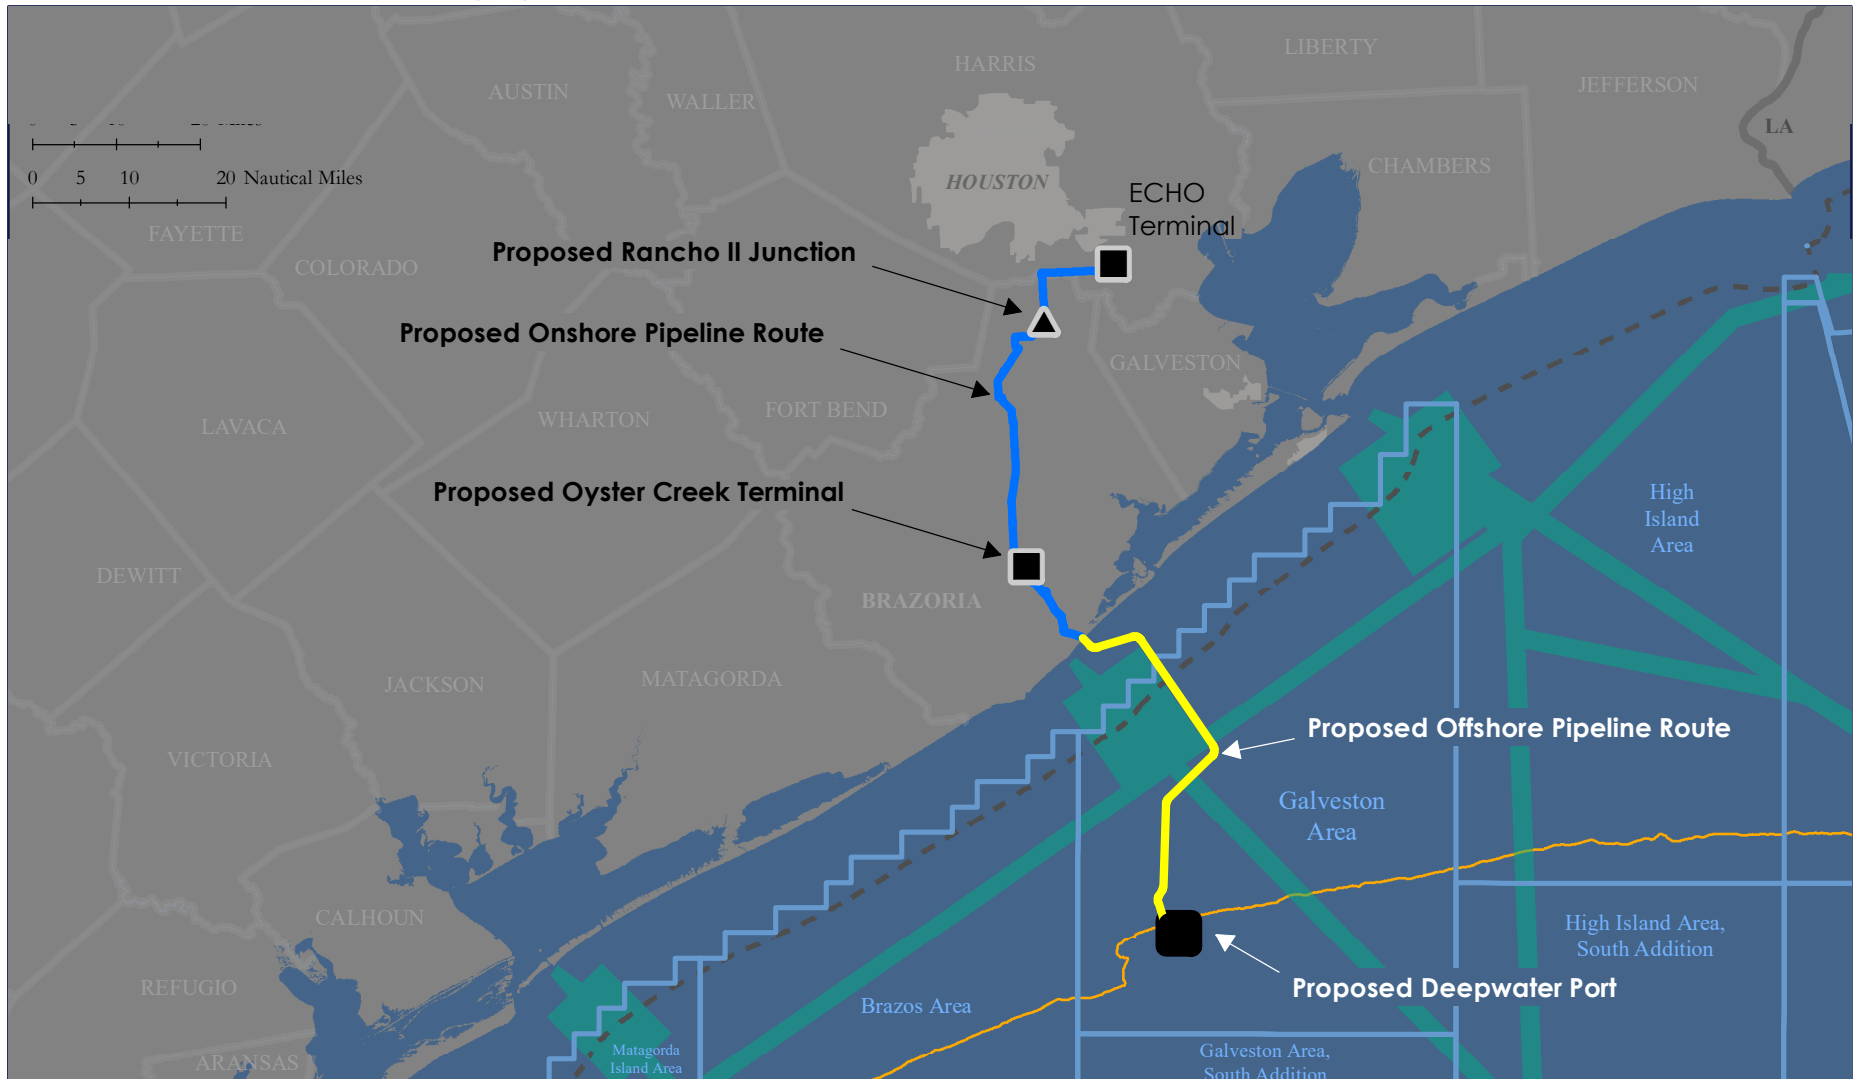 LIBERTY
HARRIS
JEFFERSON
AUSTIN
WALLER
LA
CHAMBERS
0 5 10 20 Nautical Miles
HOUSTON
ECHO
Terminal
FAYETTE
COLORADO
Proposed Rancho II Junction
Proposed Onshore Pipeline Route
GALVESTON
FORT BEND
WHARTON
LAVACA
Proposed Oyster Creek Terminal
High
Island
Area
DEWITT
BRAZORIA
JACKSON
MATAGORDA
Proposed Offshore Pipeline Route
VICTORIA
Galveston
Area
CALHOUN
High Island Area,
South Addition
REFUGIO
Proposed Deepwater Port
Brazos Area
Matagorda
Island Area
Galveston Area,
South Addition
ARANSAS